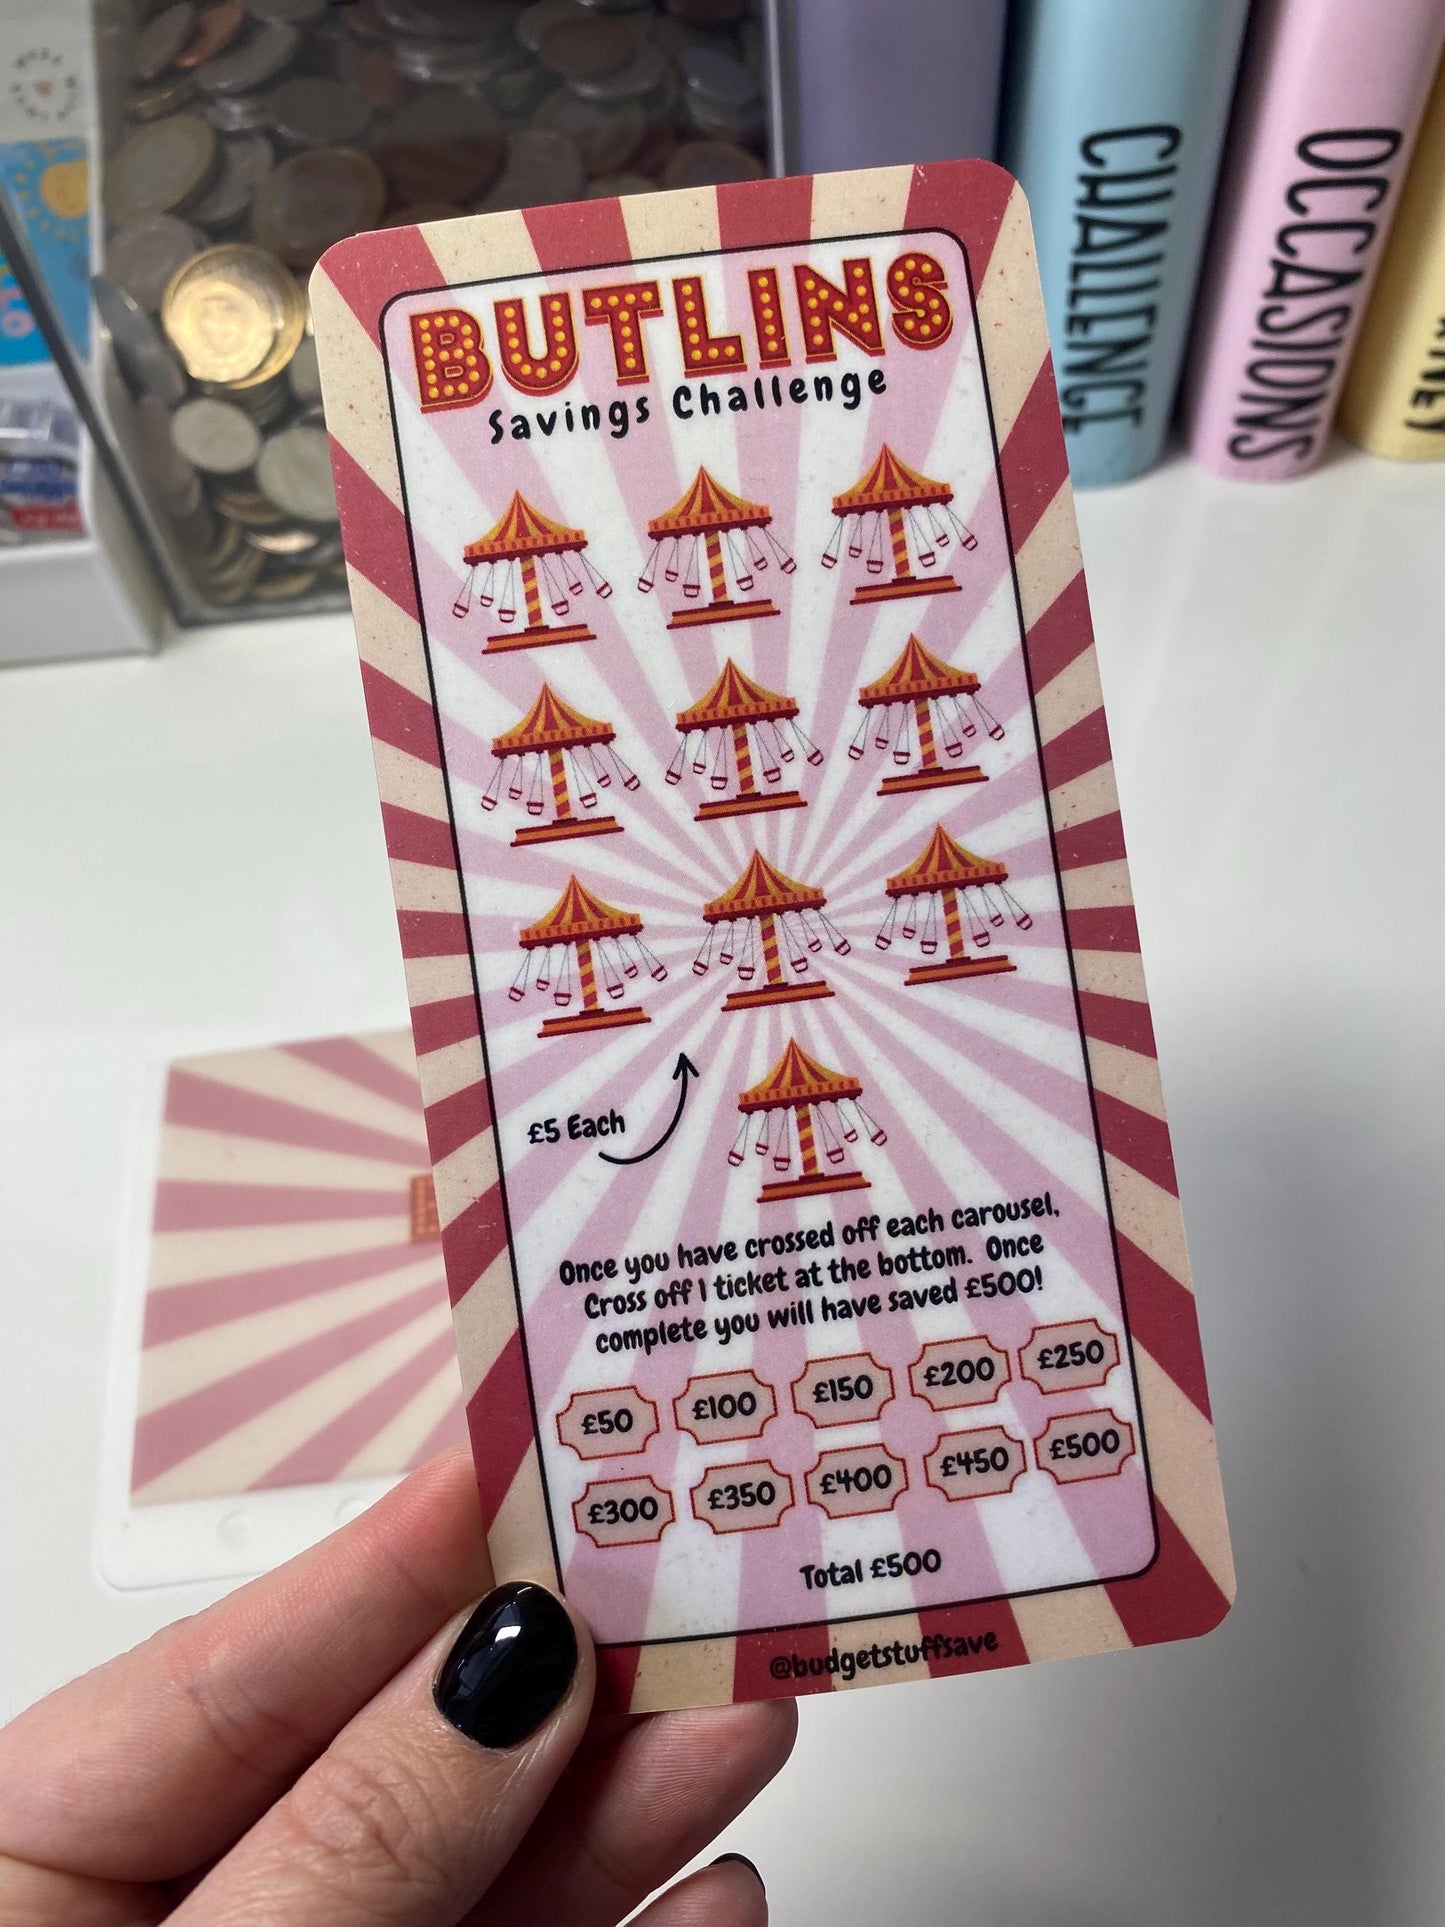 BUTLINS
Savings Challenge
£5 Each
Once you have crossed off each carousel,
Cross off 1 ticket at the bottom. Once
complete you will have saved £500!
£50 £100 £150 £200 £250
£300 £350 £400 £450 £500
Total £500
@budgetstuffsave
CHALLENGE
OCCASIONS